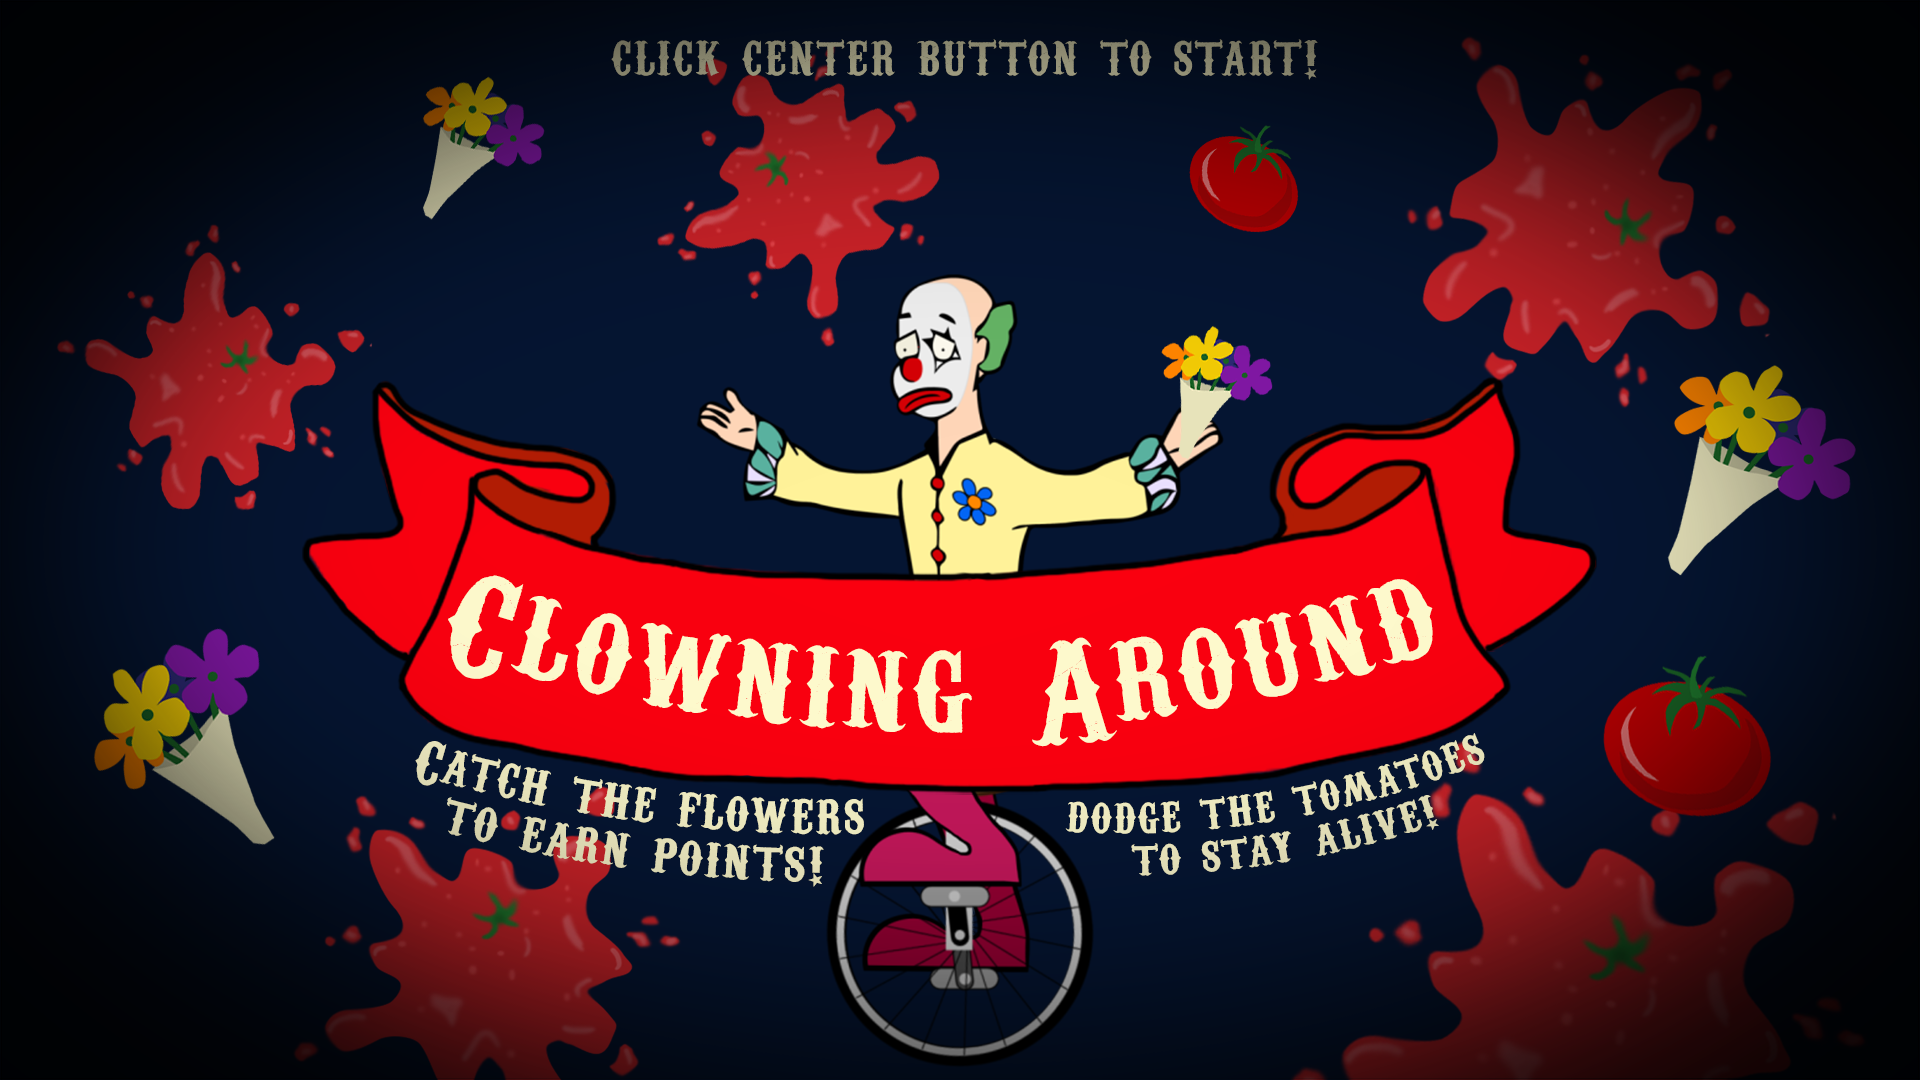 CLICK CENTER BUTTON TO START!
CLOWNING AROUND
CATCH THE FLOWERS
TO EARN POINTS!
DODGE THE TOMATOES
TO STAY ALIVE!